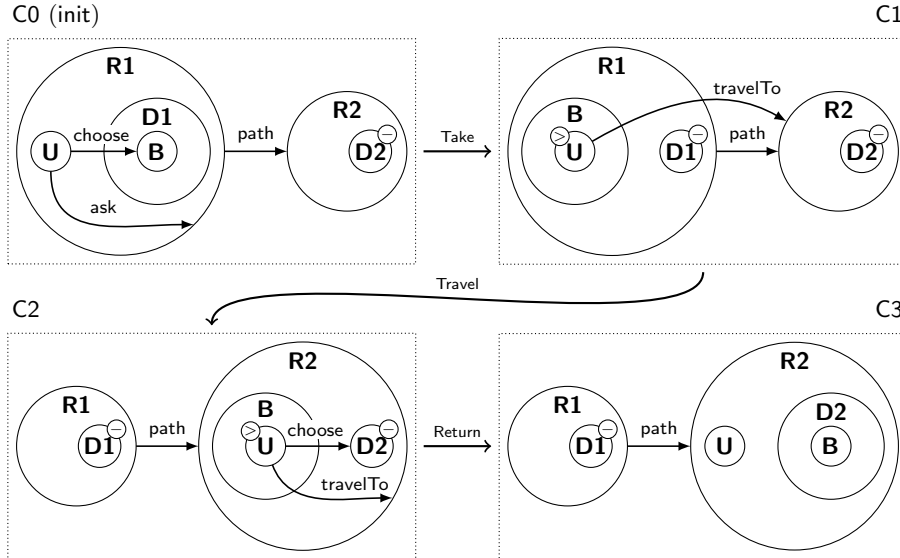 C0 (init)
C1
R1
D1
U
choose
B
ask
path
R2
D2
−
Take
R1
B
>
U
D1
−
travelTo
path
R2
D2
−
Travel
C2
C3
R1
D1
−
path
R2
B
>
U
choose
D2
−
travelTo
Return
R1
D1
−
path
R2
U
D2
B